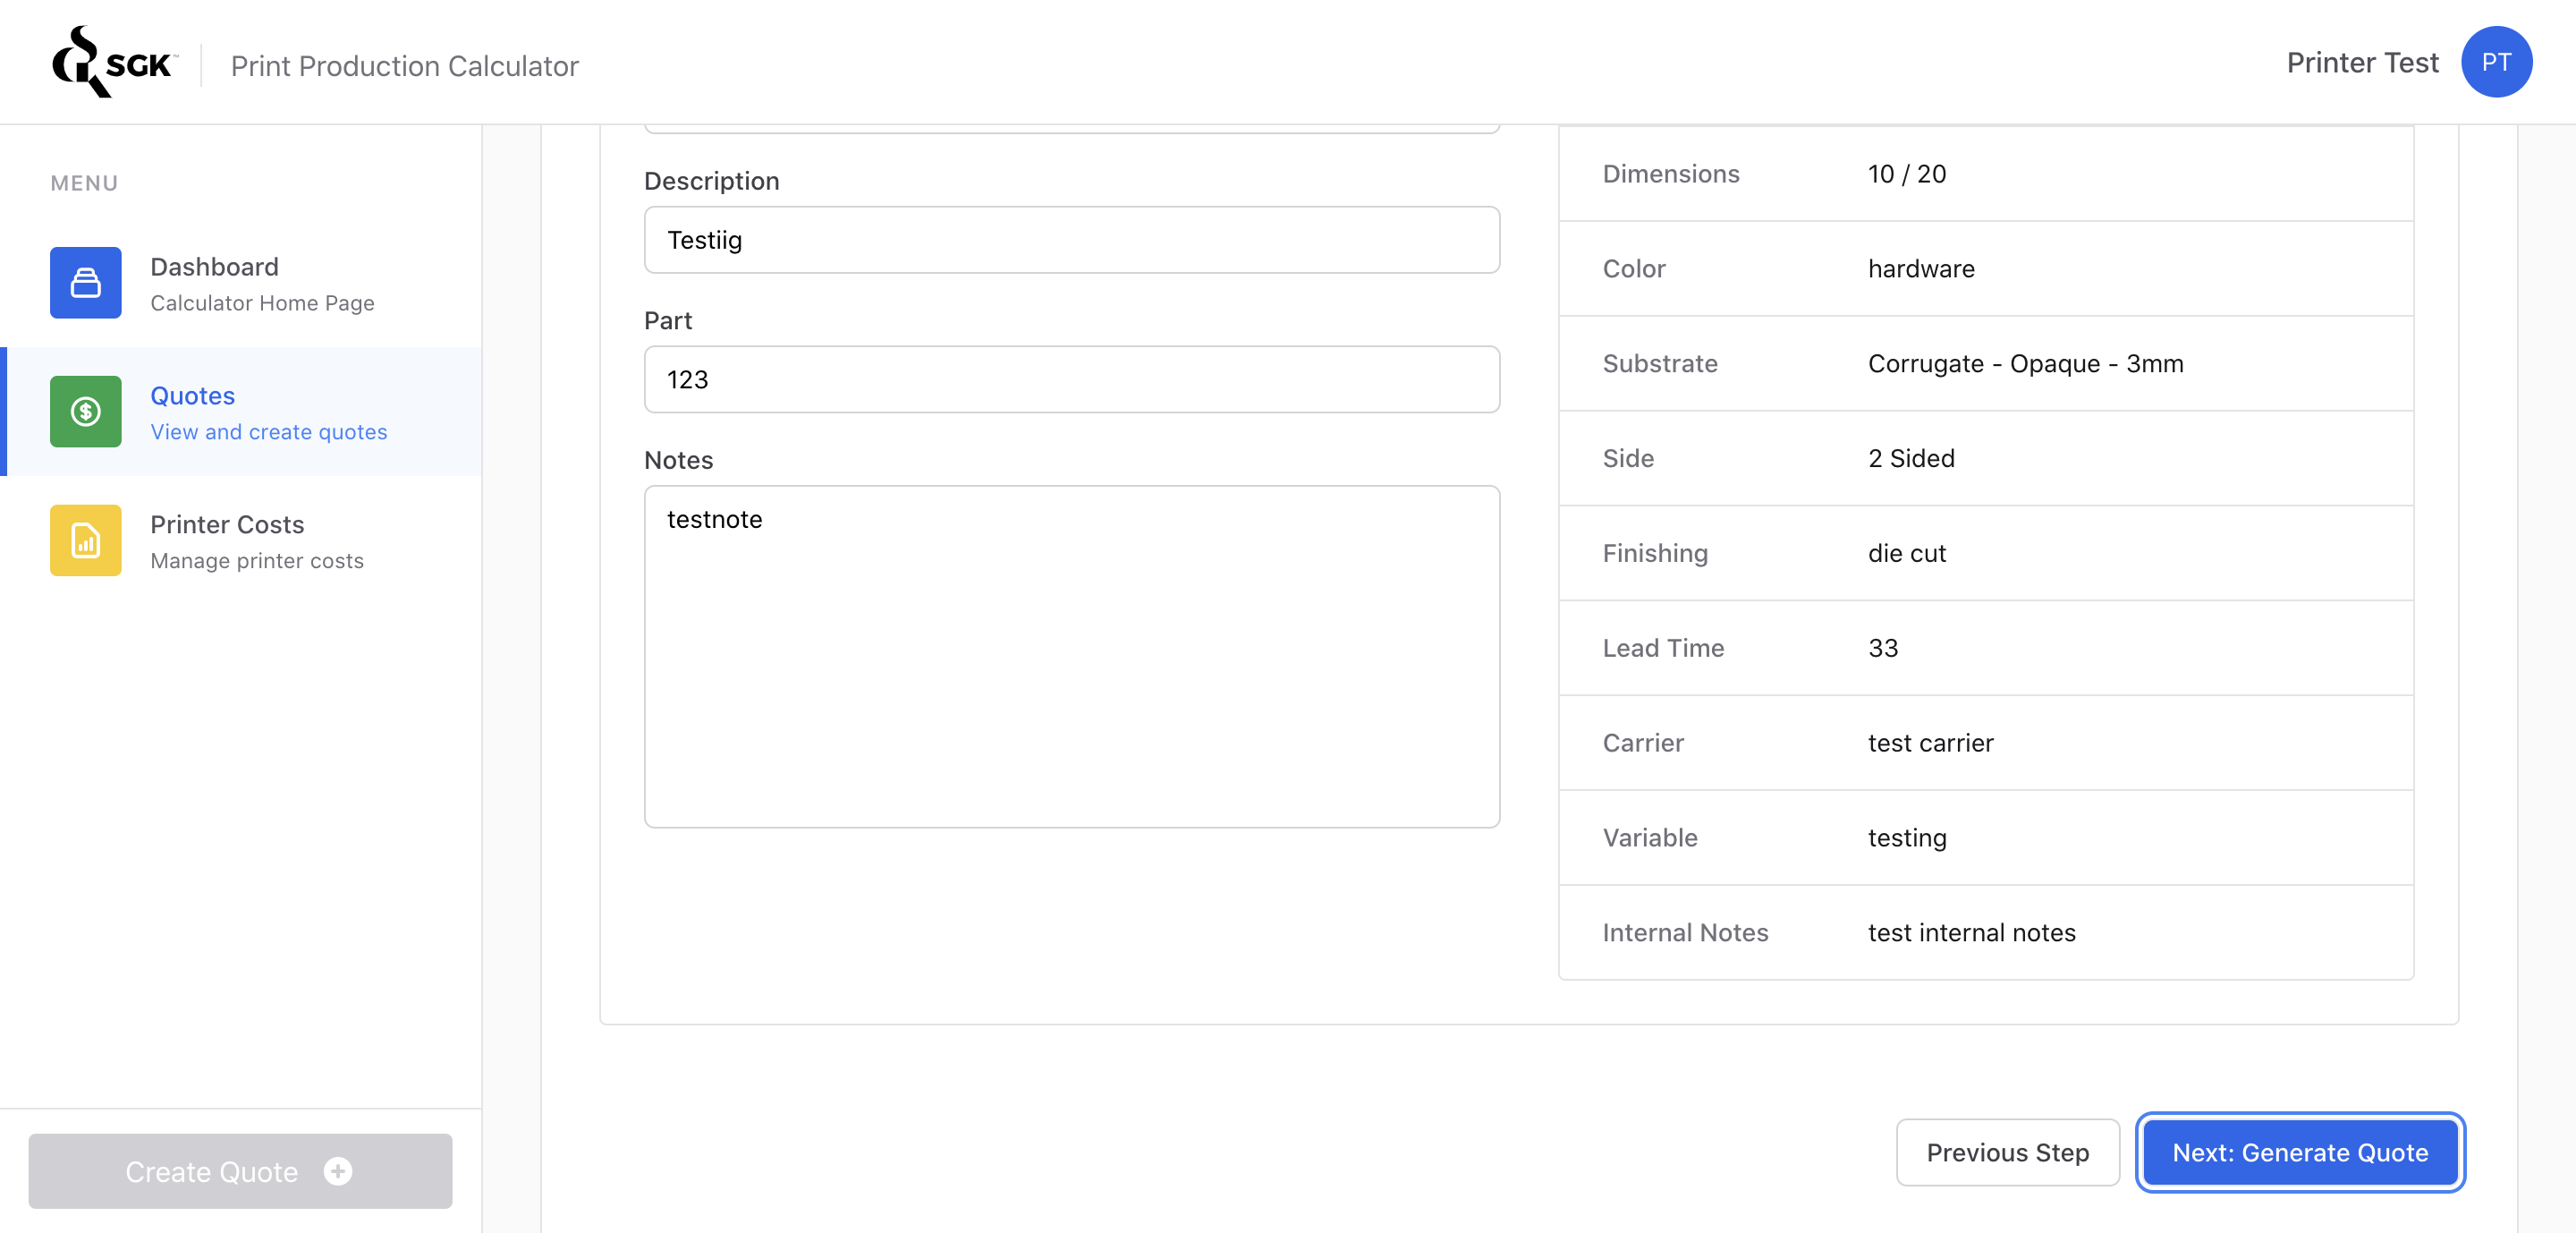 SGK™
Print Production Calculator
Printer Test
PT
MENU
Dashboard
Calculator Home Page
Quotes
View and create quotes
Printer Costs
Manage printer costs
Create Quote
Description
Testiig
Part
123
Notes
testnote
Dimensions 10 / 20
Color hardware
Substrate Corrugate - Opaque - 3mm
Side 2 Sided
Finishing die cut
Lead Time 33
Carrier test carrier
Variable testing
Internal Notes test internal notes
Previous Step
Next: Generate Quote